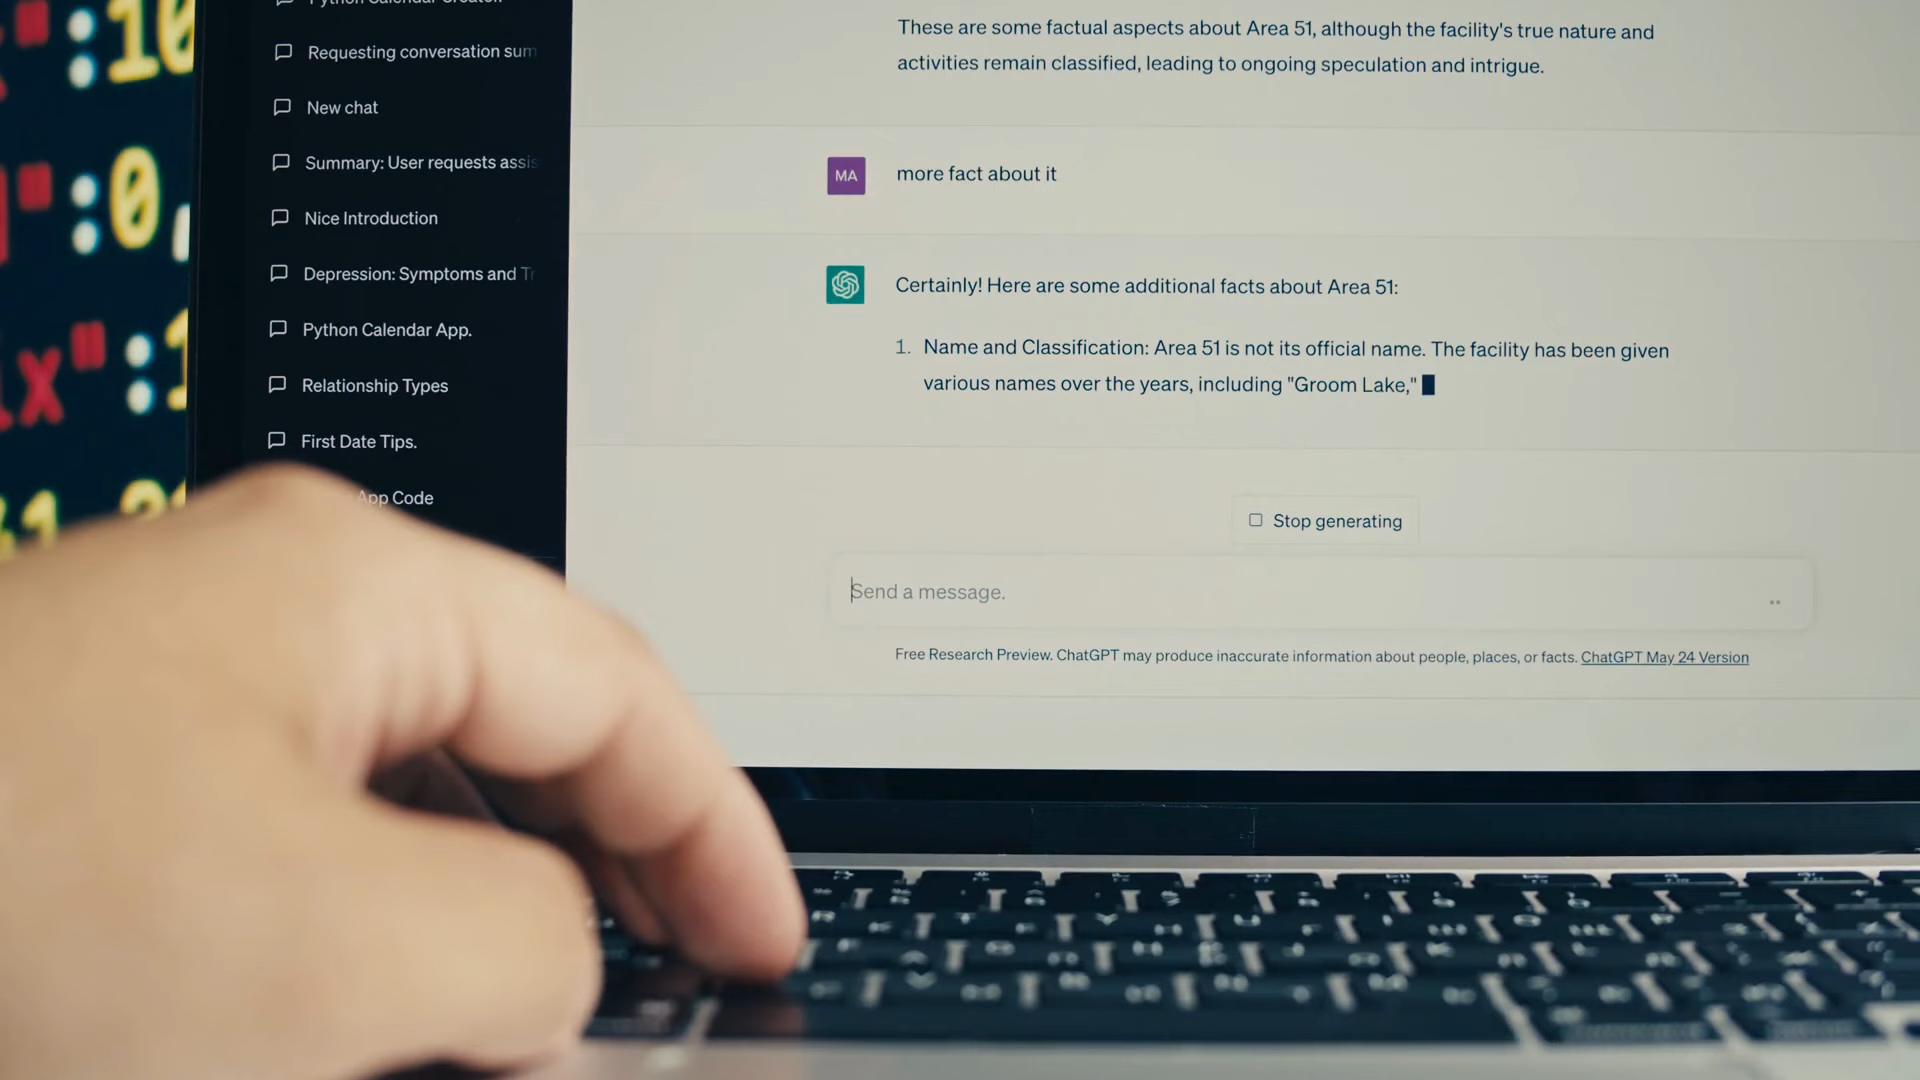 Python Calendar
Requesting conversation sum
New chat
Summary: User requests assis
Nice Introduction
Depression: Symptoms and T
Python Calendar App.
Relationship Types
First Date Tips.
App Code
These are some factual aspects about Area 51, although the facility's true nature and
activities remain classified, leading to ongoing speculation and intrigue.
MA
more fact about it
Certainly! Here are some additional facts about Area 51:
1. Name and Classification: Area 51 is not its official name. The facility has been given
various names over the years, including "Groom Lake,"
Stop generating
Send a message.
Free Research Preview. ChatGPT may produce inaccurate information about people, places, or facts. ChatGPT May 24 Version
":10
":0,
x":1